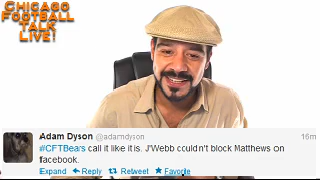 CHICAGO
FOOTBALL
TALK
LIVE!
Adam Dyson @adamdyson 16m
#CFTBears call it like it is. J'Webb couldn't block Matthews on
facebook.
Expand Reply Retweet Favorite